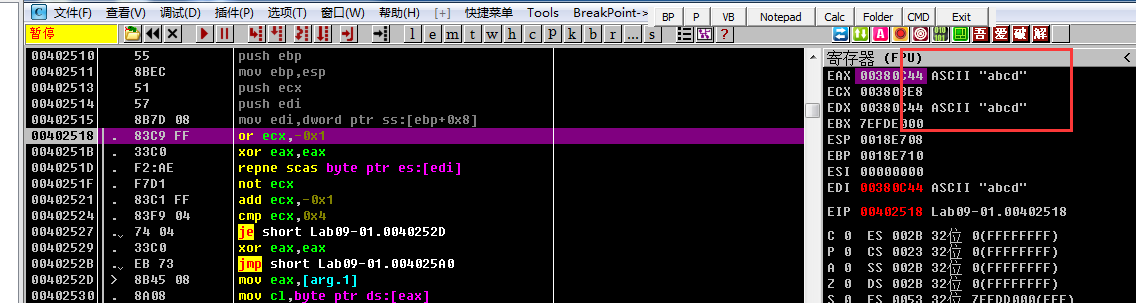 文件(F) 查看(V) 调试(D) 插件(P) 选项(T) 窗口(W) 帮助(H) [+] 快捷菜单 Tools BreakPoint-> BP P VB Notepad Calc Folder CMD Exit
暂停 l e m t w h c P k b r ... s ? A 吾 爱 破 解
00402510 55 push ebp
00402511 8BEC mov ebp,esp
00402513 51 push ecx
00402514 57 push edi
00402515 8B7D 08 mov edi,dword ptr ss:[ebp+0x8]
00402518 . 83C9 FF or ecx,-0x1
0040251B . 33C0 xor eax,eax
0040251D . F2:AE repne scas byte ptr es:[edi]
0040251F . F7D1 not ecx
00402521 . 83C1 FF add ecx,-0x1
00402524 . 83F9 04 cmp ecx,0x4
00402527 . 74 04 je short Lab09-01.0040252D
00402529 . 33C0 xor eax,eax
0040252B . EB 73 jmp short Lab09-01.004025A0
0040252D > 8B45 08 mov eax,[arg.1]
00402530 . 8A08 mov cl,byte ptr ds:[eax]
寄存器 (FPU) <
EAX 00380C44 ASCII "abcd"
ECX 003803E8
EDX 00380C44 ASCII "abcd"
EBX 7EFDE000
ESP 0018E708
EBP 0018E710
ESI 00000000
EDI 00380C44 ASCII "abcd"
EIP 00402518 Lab09-01.00402518
C 0 ES 002B 32位 0(FFFFFFFF)
P 0 CS 0023 32位 0(FFFFFFFF)
A 0 SS 002B 32位 0(FFFFFFFF)
Z 0 DS 002B 32位 0(FFFFFFFF)
S 0 FS 0053 32位 7EFDD000(FFF)